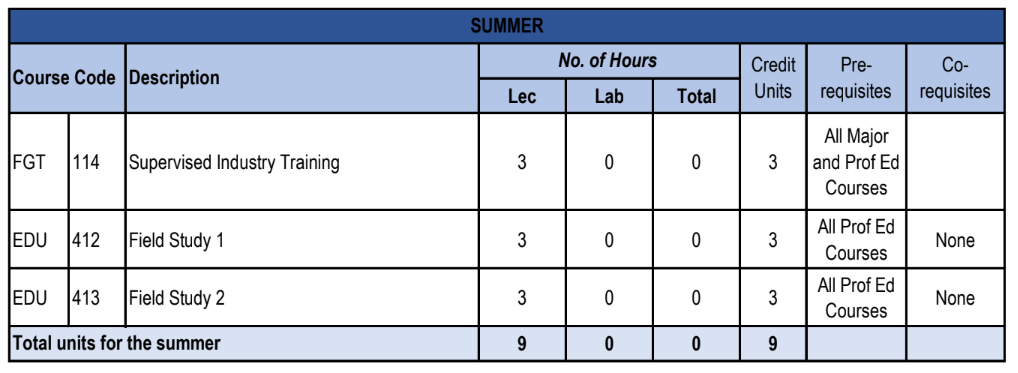 SUMMER
Course Code Description No. of Hours Credit Units Pre-requisites Co-requisites
Lec Lab Total
FGT 114 Supervised Industry Training 3 0 0 3 All Major and Prof Ed Courses
EDU 412 Field Study 1 3 0 0 3 All Prof Ed Courses None
EDU 413 Field Study 2 3 0 0 3 All Prof Ed Courses None
Total units for the summer 9 0 0 9